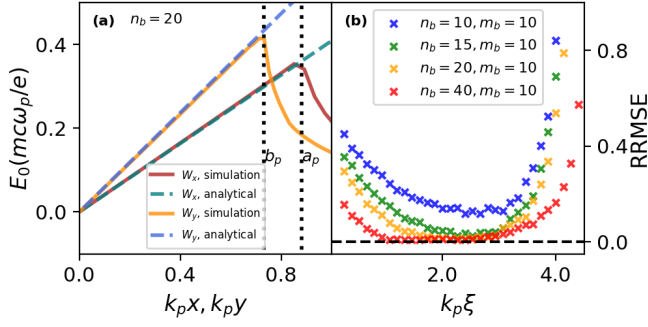 (a) n_b = 20
E_0(mcω_p/e)
0.4
0.2
0.0
b_p a_p
W_x, simulation
W_x, analytical
W_y, simulation
W_y, analytical
0.0 0.4 0.8
k_p x, k_p y
(b)
n_b = 10, m_b = 10
n_b = 15, m_b = 10
n_b = 20, m_b = 10
n_b = 40, m_b = 10
0.8
0.4
0.0
RRMSE
2.0 4.0
k_p ξ